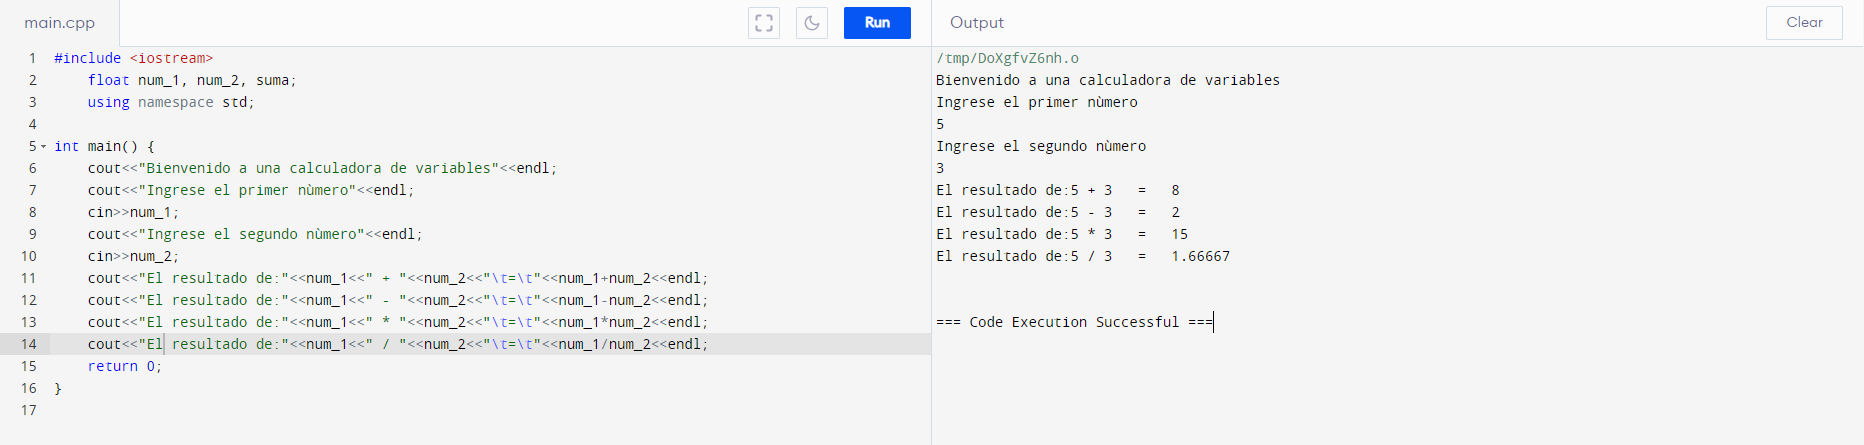 main.cpp
Run
1 #include <iostream>
2     float num_1, num_2, suma;
3     using namespace std;
4
5 int main() {
6     cout<<"Bienvenido a una calculadora de variables"<<endl;
7     cout<<"Ingrese el primer nùmero"<<endl;
8     cin>>num_1;
9     cout<<"Ingrese el segundo nùmero"<<endl;
10     cin>>num_2;
11     cout<<"El resultado de:"<<num_1<<" + "<<num_2<<"\t=\t"<<num_1+num_2<<endl;
12     cout<<"El resultado de:"<<num_1<<" - "<<num_2<<"\t=\t"<<num_1-num_2<<endl;
13     cout<<"El resultado de:"<<num_1<<" * "<<num_2<<"\t=\t"<<num_1*num_2<<endl;
14     cout<<"El resultado de:"<<num_1<<" / "<<num_2<<"\t=\t"<<num_1/num_2<<endl;
15     return 0;
16 }
17
Output
Clear
/tmp/DoXgfvZ6nh.o
Bienvenido a una calculadora de variables
Ingrese el primer nùmero
5
Ingrese el segundo nùmero
3
El resultado de:5 + 3   =   8
El resultado de:5 - 3   =   2
El resultado de:5 * 3   =   15
El resultado de:5 / 3   =   1.66667
=== Code Execution Successful ===